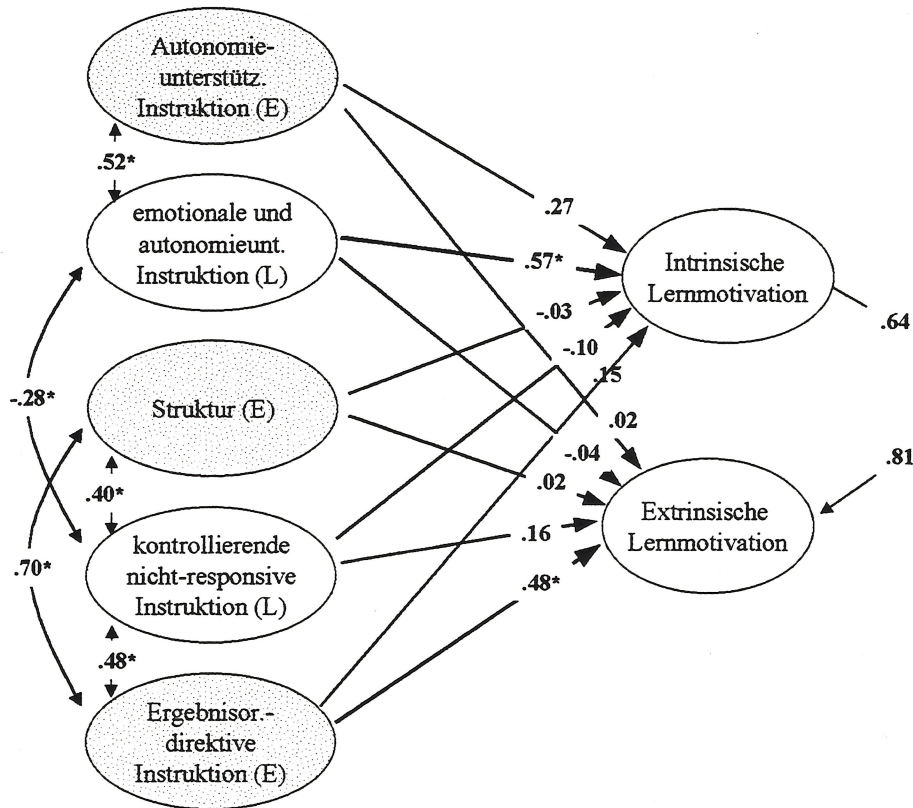 Autonomie-
unterstütz.
Instruktion (E)
.52*
emotionale und
autonomieunt.
Instruktion (L)
-.28*
Struktur (E)
.40*
.70*
kontrollierende
nicht-responsive
Instruktion (L)
.48*
Ergebnisor.-
direktive
Instruktion (E)
.27
.57*
-.03
-.10
.15
.02
-.04
.02
.16
.48*
Intrinsische
Lernmotivation
.64
Extrinsische
Lernmotivation
.81